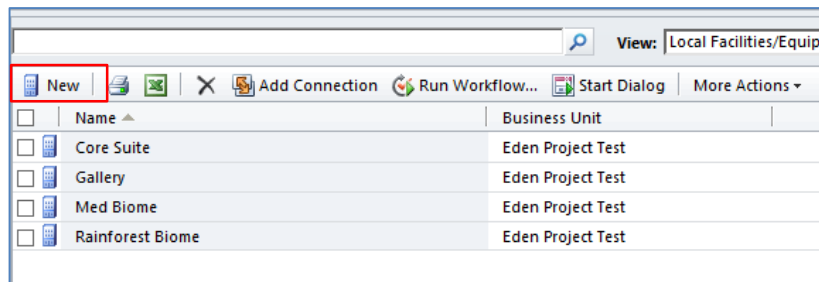 View: Local Facilities/Equip
New Add Connection Run Workflow... Start Dialog More Actions
Name Business Unit
Core Suite Eden Project Test
Gallery Eden Project Test
Med Biome Eden Project Test
Rainforest Biome Eden Project Test